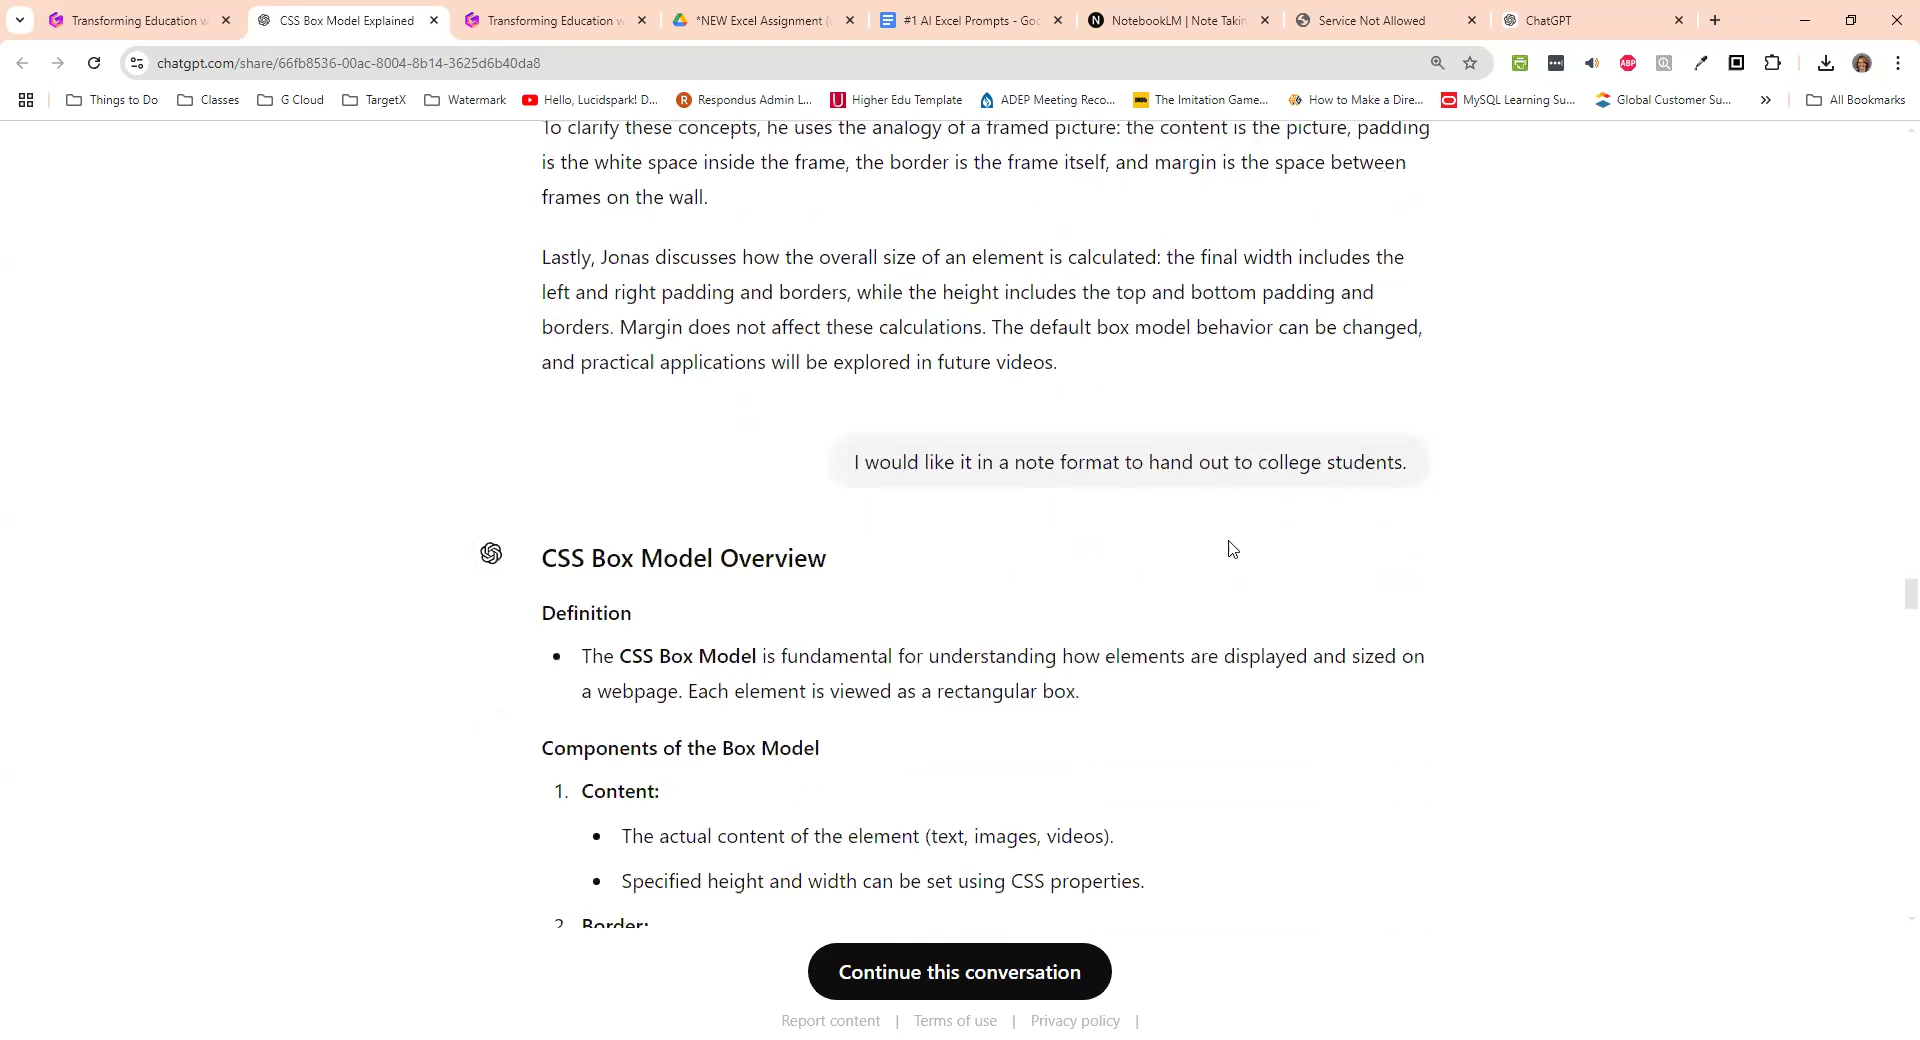 Transforming Education w
CSS Box Model Explained
Transforming Education w
*NEW Excel Assignment (
#1 AI Excel Prompts - Goo
NotebookLM | Note Takin
Service Not Allowed
ChatGPT
chatgpt.com/share/66fb8536-00ac-8004-8b14-3625d6b40da8
ABP
Things to Do
Classes
G Cloud
TargetX
Watermark
Hello, Lucidspark! D...
Respondus Admin L...
Higher Edu Template
ADEP Meeting Reco...
The Imitation Game...
How to Make a Dire...
MySQL Learning Su...
Global Customer Su...
All Bookmarks
To clarify these concepts, he uses the analogy of a framed picture: the content is the picture, padding
is the white space inside the frame, the border is the frame itself, and margin is the space between
frames on the wall.
Lastly, Jonas discusses how the overall size of an element is calculated: the final width includes the
left and right padding and borders, while the height includes the top and bottom padding and
borders. Margin does not affect these calculations. The default box model behavior can be changed,
and practical applications will be explored in future videos.
I would like it in a note format to hand out to college students.
CSS Box Model Overview
Definition
• The CSS Box Model is fundamental for understanding how elements are displayed and sized on
a webpage. Each element is viewed as a rectangular box.
Components of the Box Model
1. Content:
• The actual content of the element (text, images, videos).
• Specified height and width can be set using CSS properties.
2. Border:
Continue this conversation
Report content | Terms of use | Privacy policy |